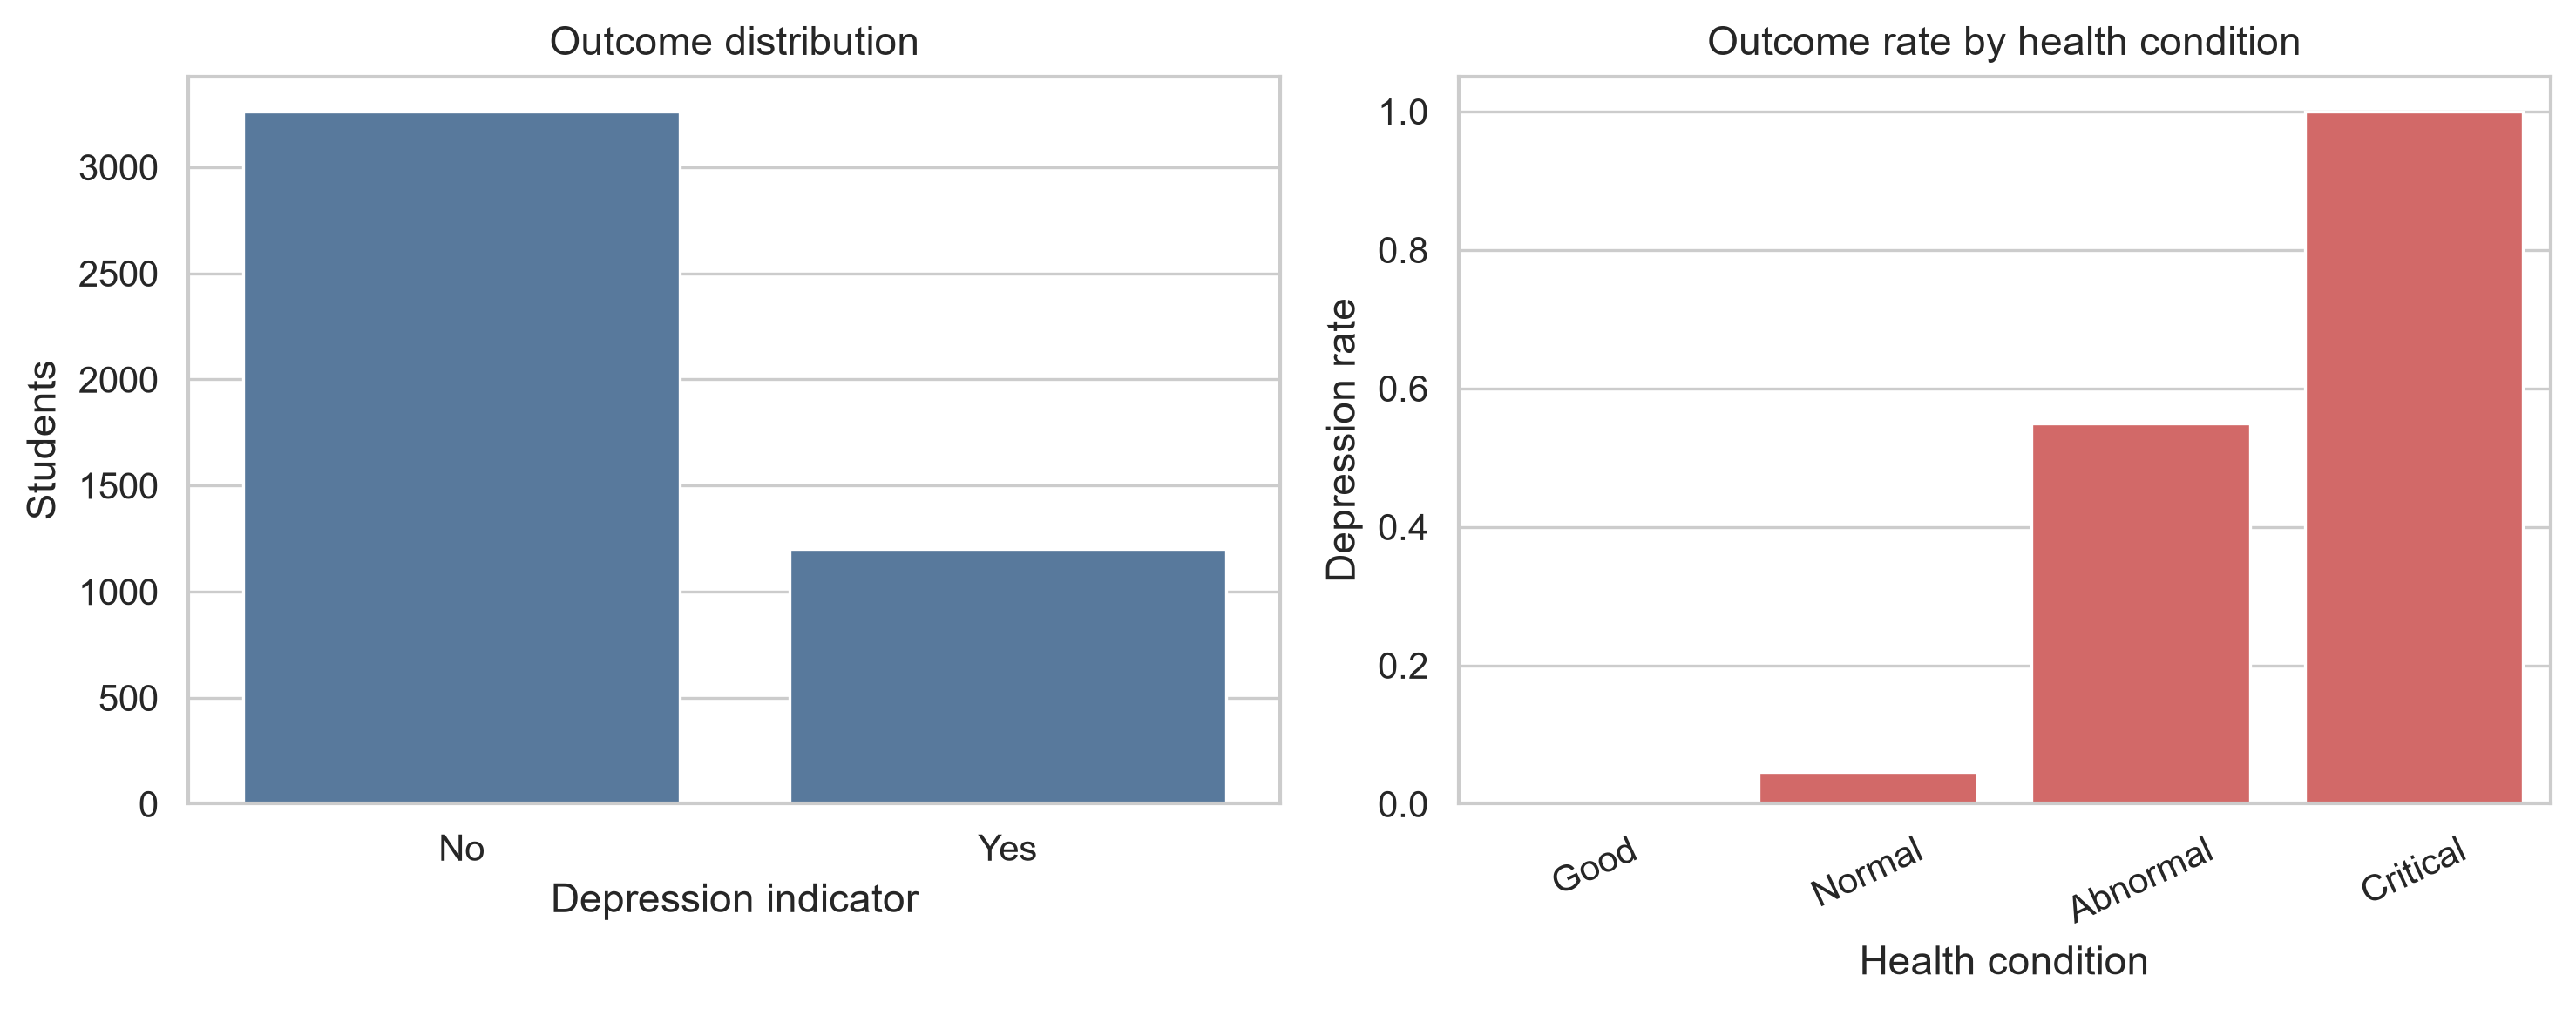 Outcome distribution
Students
3000
2500
2000
1500
1000
500
0
No
Yes
Depression indicator
Outcome rate by health condition
Depression rate
1.0
0.8
0.6
0.4
0.2
0.0
Good
Normal
Abnormal
Critical
Health condition